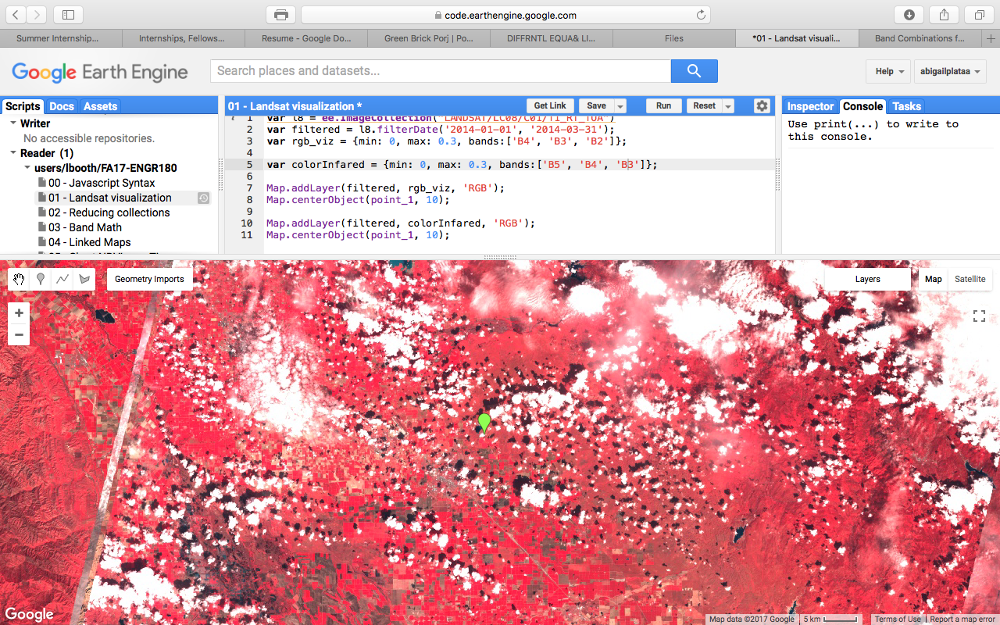 code.earthengine.google.com
Summer Internship... Internships, Fellows... Resume - Google Do... Green Brick Porj | Po... DIFFRNTL EQUA& LI... Files *01 - Landsat visuali... Band Combinations f...
Google Earth Engine Search places and datasets... Help abigailplataa
Scripts Docs Assets
01 - Landsat visualization * Get Link Save Run Reset
Inspector Console Tasks
Writer
No accessible repositories.
Reader (1)
users/lbooth/FA17-ENGR180
00 - Javascript Syntax
01 - Landsat visualization
02 - Reducing collections
03 - Band Math
04 - Linked Maps
1 var l8 = ee.ImageCollection("LANDSAT/LC08/C01/T1_RT_TOA")
2 var filtered = l8.filterDate('2014-01-01', '2014-03-31');
3 var rgb_viz = {min: 0, max: 0.3, bands:['B4', 'B3', 'B2']};
4
5 var colorInfared = {min: 0, max: 0.3, bands:['B5', 'B4', 'B3']};
6
7 Map.addLayer(filtered, rgb_viz, 'RGB');
8 Map.centerObject(point_1, 10);
9
10 Map.addLayer(filtered, colorInfared, 'RGB');
11 Map.centerObject(point_1, 10);
Use print(...) to write to
this console.
Geometry Imports
Layers Map Satellite
+
−
Google
Map data ©2017 Google 5 km Terms of Use Report a map error